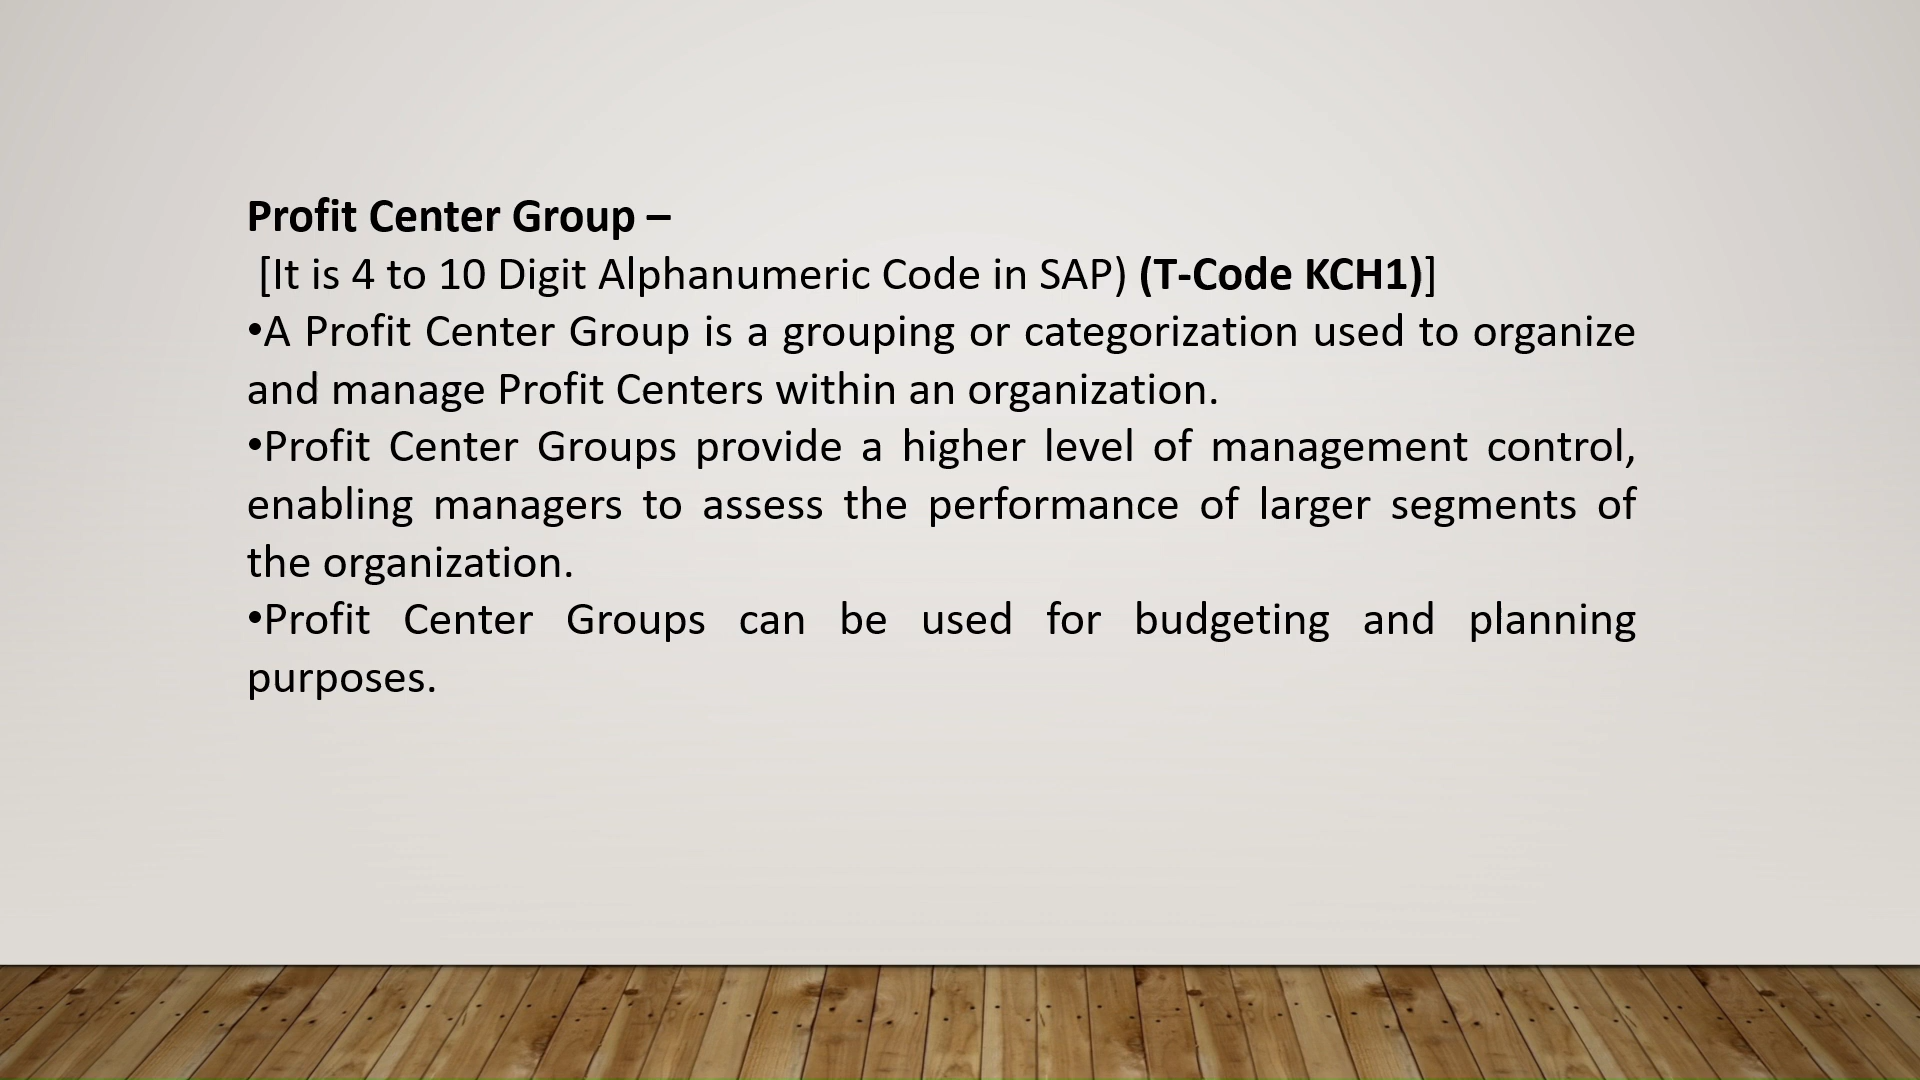 Profit Center Group –
[It is 4 to 10 Digit Alphanumeric Code in SAP) (T-Code KCH1)]
•A Profit Center Group is a grouping or categorization used to organize
and manage Profit Centers within an organization.
•Profit Center Groups provide a higher level of management control,
enabling managers to assess the performance of larger segments of
the organization.
•Profit Center Groups can be used for budgeting and planning
purposes.